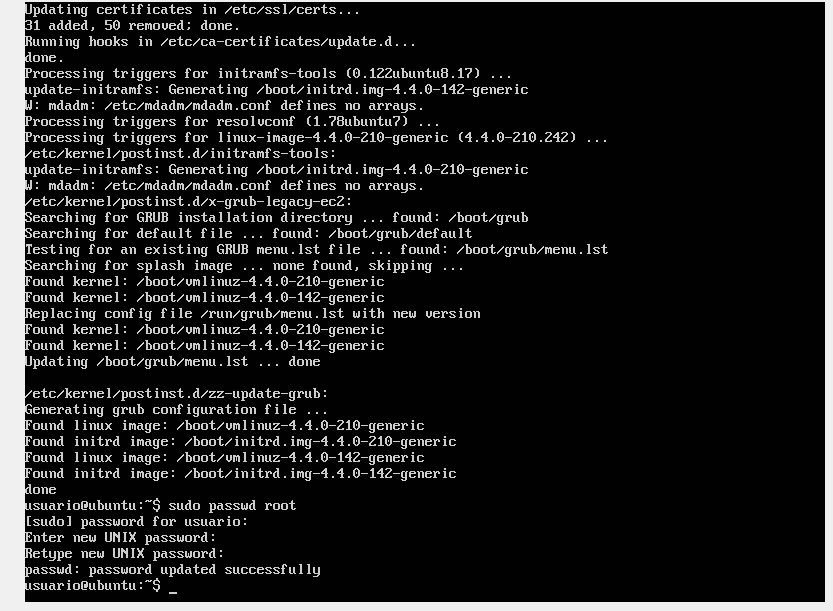 Updating certificates in /etc/ssl/certs...
31 added, 50 removed; done.
Running hooks in /etc/ca-certificates/update.d...
done.
Processing triggers for initramfs-tools (0.122ubuntu8.17) ...
update-initramfs: Generating /boot/initrd.img-4.4.0-142-generic
W: mdadm: /etc/mdadm/mdadm.conf defines no arrays.
Processing triggers for resolvconf (1.78ubuntu7) ...
Processing triggers for linux-image-4.4.0-210-generic (4.4.0-210.242) ...
/etc/kernel/postinst.d/initramfs-tools:
update-initramfs: Generating /boot/initrd.img-4.4.0-210-generic
W: mdadm: /etc/mdadm/mdadm.conf defines no arrays.
/etc/kernel/postinst.d/x-grub-legacy-ec2:
Searching for GRUB installation directory ... found: /boot/grub
Searching for default file ... found: /boot/grub/default
Testing for an existing GRUB menu.lst file ... found: /boot/grub/menu.lst
Searching for splash image ... none found, skipping ...
Found kernel: /boot/vmlinuz-4.4.0-210-generic
Found kernel: /boot/vmlinuz-4.4.0-142-generic
Replacing config file /run/grub/menu.lst with new version
Found kernel: /boot/vmlinuz-4.4.0-210-generic
Found kernel: /boot/vmlinuz-4.4.0-142-generic
Updating /boot/grub/menu.lst ... done
/etc/kernel/postinst.d/zz-update-grub:
Generating grub configuration file ...
Found linux image: /boot/vmlinuz-4.4.0-210-generic
Found initrd image: /boot/initrd.img-4.4.0-210-generic
Found linux image: /boot/vmlinuz-4.4.0-142-generic
Found initrd image: /boot/initrd.img-4.4.0-142-generic
done
usuario@ubuntu:~$ sudo passwd root
[sudo] password for usuario:
Enter new UNIX password:
Retype new UNIX password:
passwd: password updated successfully
usuario@ubuntu:~$ _